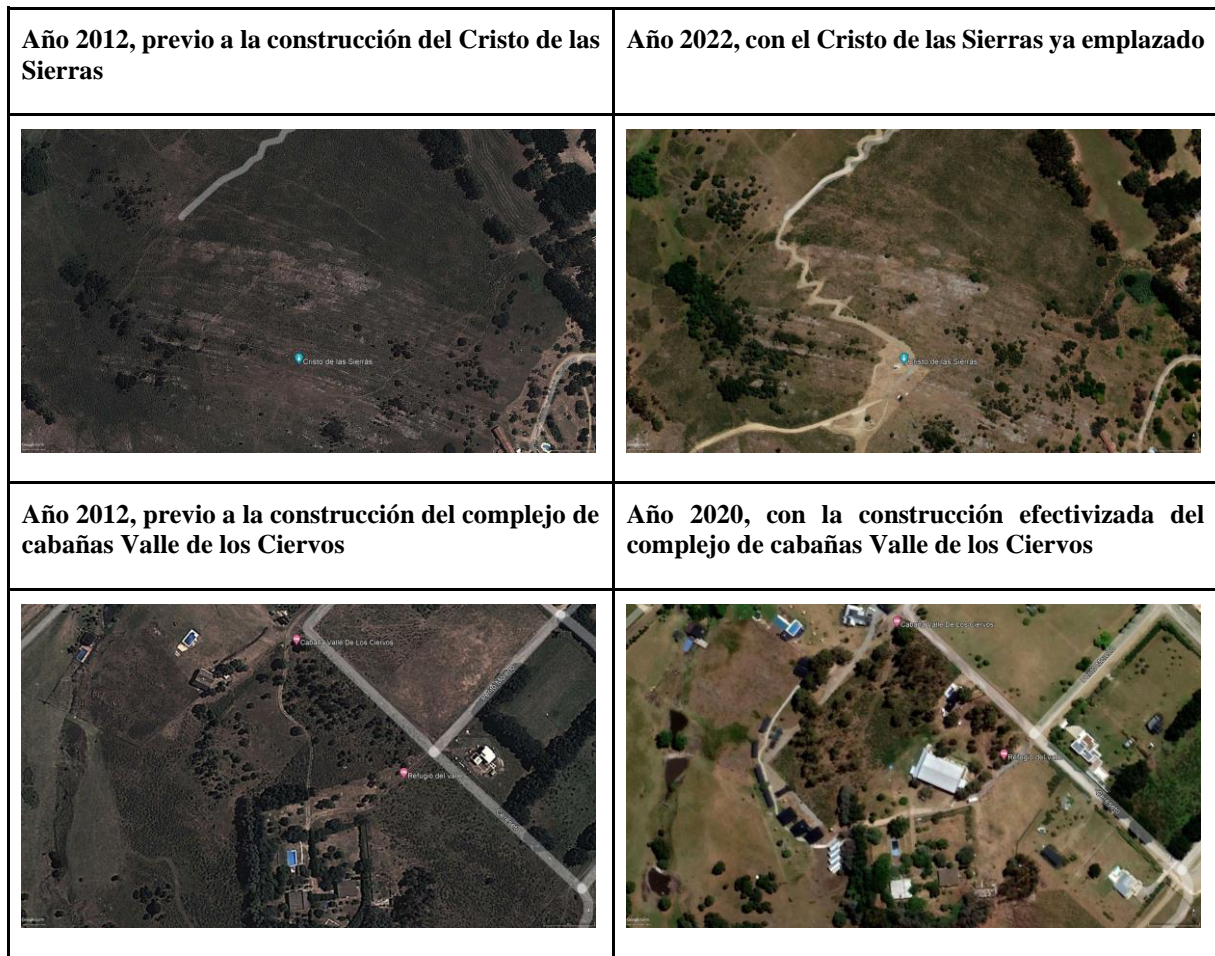 Año 2012, previo a la construcción del Cristo de las
Sierras
Año 2022, con el Cristo de las Sierras ya emplazado
Cristo de las Sierras
Cristo de las Sierras
Año 2012, previo a la construcción del complejo de
cabañas Valle de los Ciervos
Año 2020, con la construcción efectivizada del
complejo de cabañas Valle de los Ciervos
Cabaña Valle De Los Ciervos
Refugio del valle
Cabaña Valle De Los Ciervos
Refugio del valle